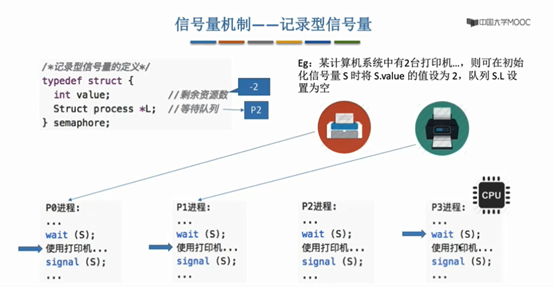 信号量机制——记录型信号量
中国大学MOOC
/*记录型信号量的定义*/
typedef struct {
int value; //剩余资源数
Struct process *L; //等待队列
} semaphore;
-2
P2
Eg：某计算机系统中有2台打印机...，则可在初始
化信号量 S 时将 S.value 的值设为 2，队列 S.L 设
置为空
CPU
P0进程:
...
wait (S);
使用打印机...
signal (S);
...
P1进程:
...
wait (S);
使用打印机...
signal (S);
...
P2进程:
...
wait (S);
使用打印机...
signal (S);
...
P3进程:
...
wait (S);
使用打印机...
signal (S);
...